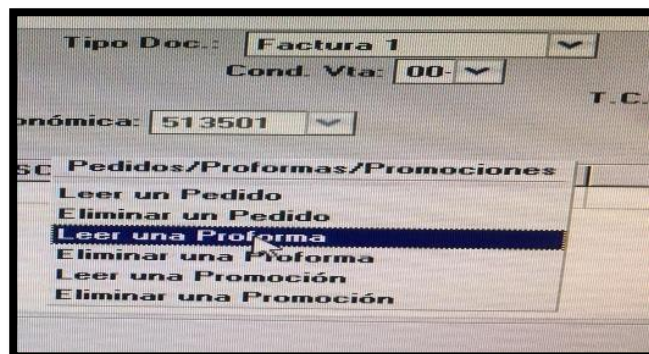 Tipo Doc.: Factura 1
Cond. Vta: 00-
T.C.
onómica: 513501
SC Pedidos/Proformas/Promociones
Leer un Pedido
Eliminar un Pedido
Leer una Proforma
Eliminar una Proforma
Leer una Promoción
Eliminar una Promoción